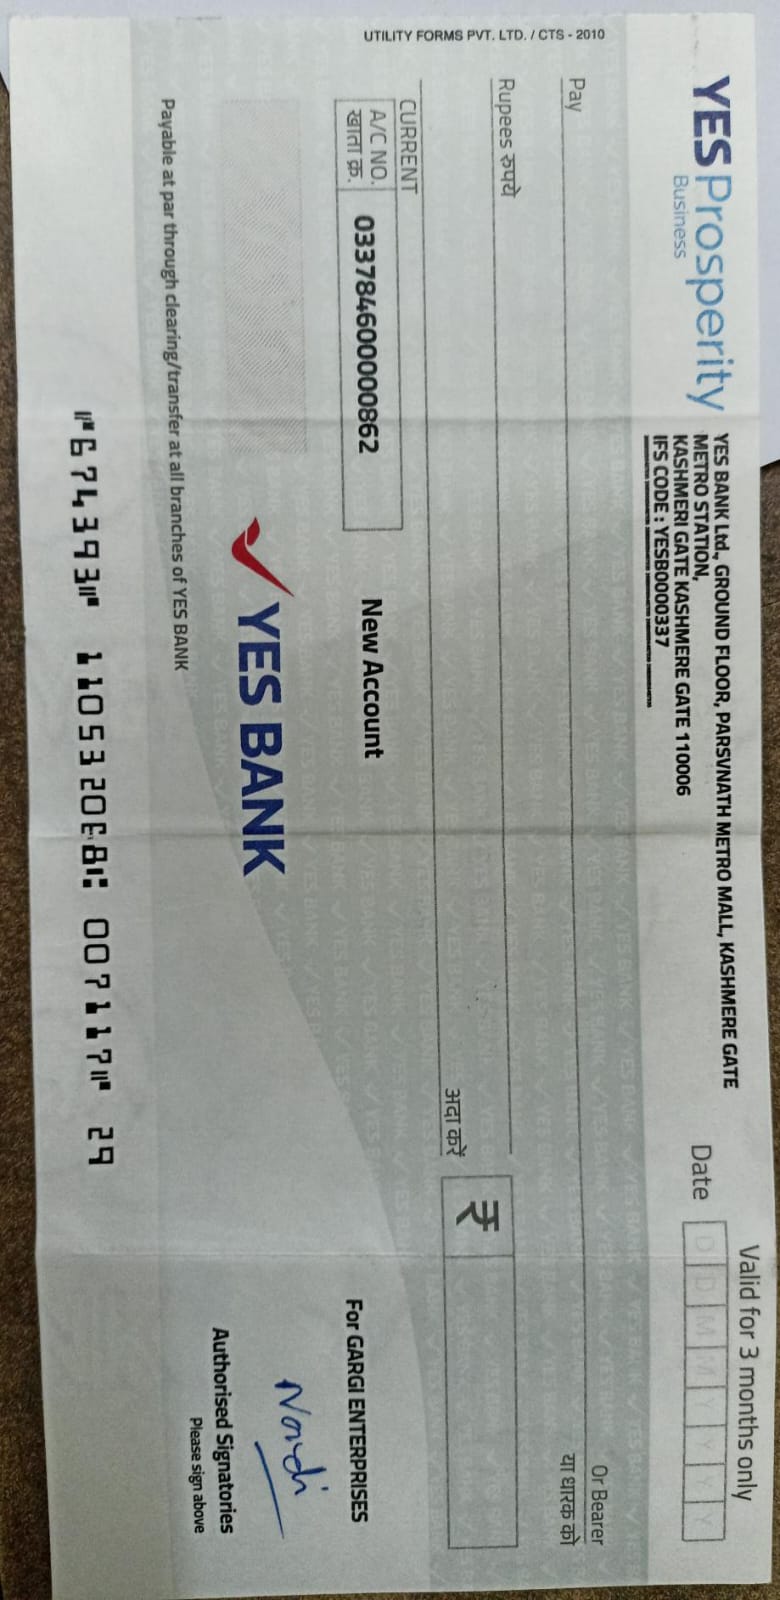 YES Prosperity
Business
YES BANK Ltd., GROUND FLOOR, PARSVNATH METRO MALL, KASHMERE GATE
METRO STATION,
KASHMERI GATE KASHMERE GATE 110006
IFS CODE : YESB0000337
Valid for 3 months only
Date D D M M Y Y Y Y
Pay
Or Bearer
या धारक को
Rupees रुपये
अदा करें
₹
CURRENT
A/C NO.
खाता क्र.
033784600000862
New Account
For GARGI ENTERPRISES
YES BANK
Authorised Signatories
Please sign above
Payable at par through clearing/transfer at all branches of YES BANK
⑈674393⑈ 110532068⑆ 007117⑈ 29
UTILITY FORMS PVT. LTD. / CTS - 2010